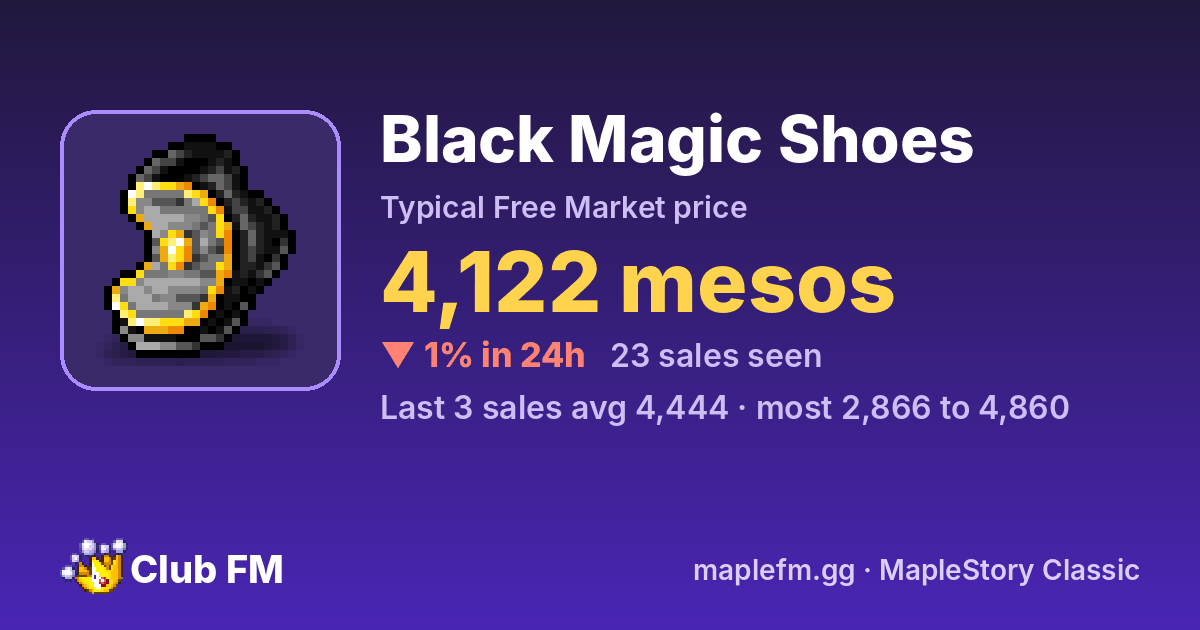 Black Magic Shoes
Typical Free Market price
4,122 mesos
▼ 1% in 24h 23 sales seen
Last 3 sales avg 4,444 · most 2,866 to 4,860
Club FM
maplefm.gg · MapleStory Classic